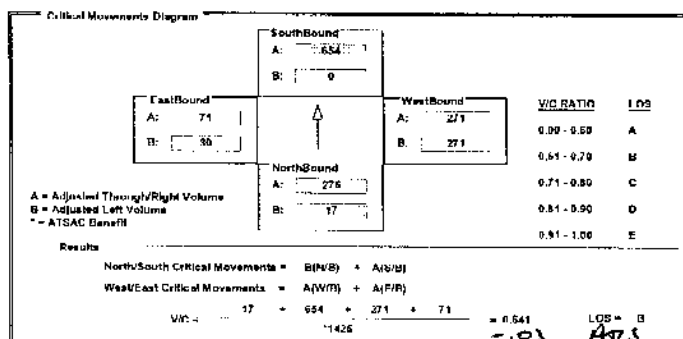 Critical Movements Diagram
SouthBound
A: 654
B: 0
EastBound
A: 71
B: 30
WestBound
A: 271
B: 271
NorthBound
A: 276
B: 17
V/C RATIO LOS
0.00 - 0.60 A
0.61 - 0.70 B
0.71 - 0.80 C
0.81 - 0.90 D
0.91 - 1.00 E
A = Adjusted Through/Right Volume
B = Adjusted Left Volume
* = ATSAC Benefit
Results
North/South Critical Movements = B(N/B) + A(S/B)
West/East Critical Movements = A(W/B) + A(E/B)
V/C = 17 + 654 + 271 + 71 = 0.641 LOS = B
*1425